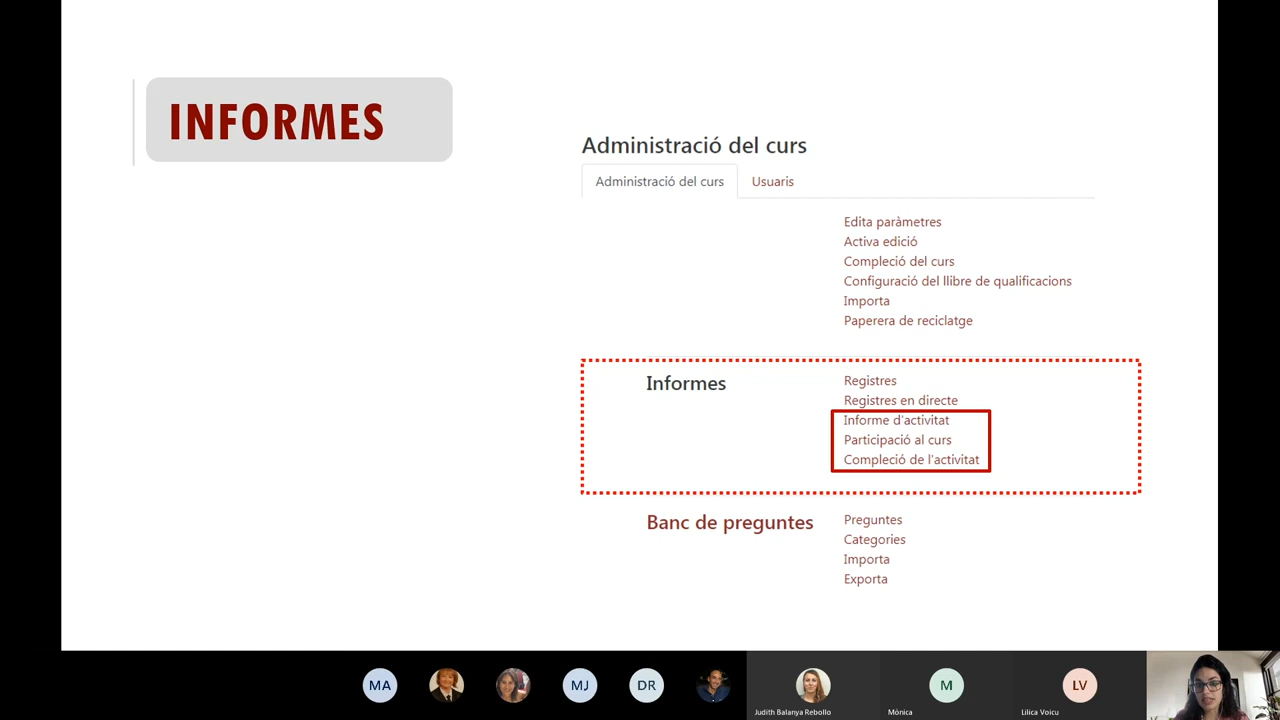 INFORMES
Administració del curs
Administració del curs
Usuaris
Edita paràmetres
Activa edició
Compleció del curs
Configuració del llibre de qualificacions
Importa
Paperera de reciclatge
Informes
Registres
Registres en directe
Informe d'activitat
Participació al curs
Compleció de l'activitat
Banc de preguntes
Preguntes
Categories
Importa
Exporta
MA
MJ
DR
M
LV
Judith Balanya Rebollo
Mònica
Lilica Voicu